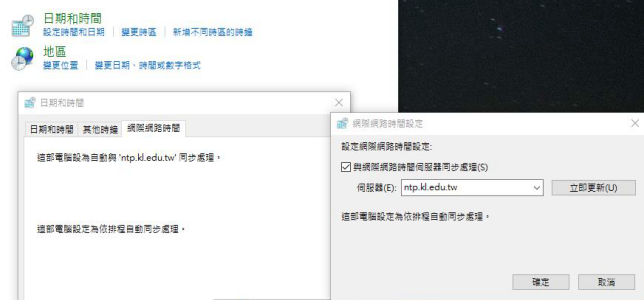 日期和時間
設定時間和日期 | 變更時區 | 新增不同時區的時鐘
地區
變更位置 | 變更日期、時間或數字格式
日期和時間
日期和時間 其他時鐘 網際網路時間
這部電腦設為自動與 'ntp.kl.edu.tw' 同步處理。
這部電腦設定為依排程自動同步處理。
網際網路時間設定
設定網際網路時間設定:
與網際網路時間伺服器同步處理(S)
伺服器(E): ntp.kl.edu.tw 立即更新(U)
這部電腦設定為依排程自動同步處理。
確定 取消